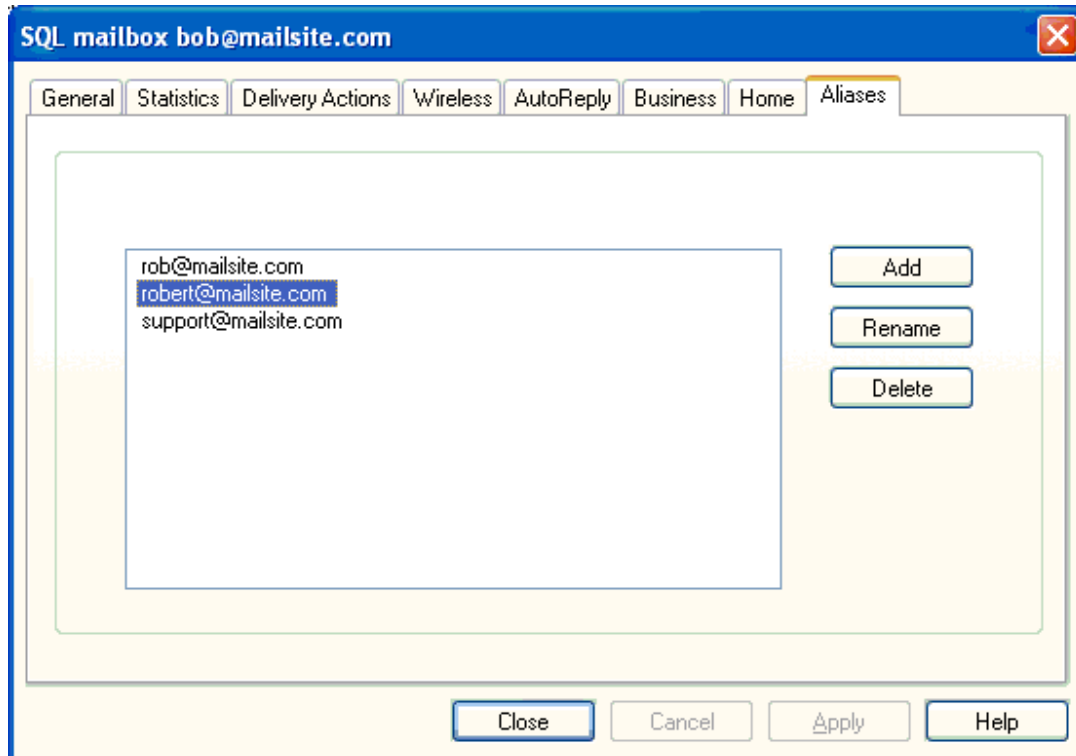 SQL mailbox bob@mailsite.com
General Statistics Delivery Actions Wireless AutoReply Business Home Aliases
rob@mailsite.com
robert@mailsite.com
support@mailsite.com
Add
Rename
Delete
Close Cancel Apply Help